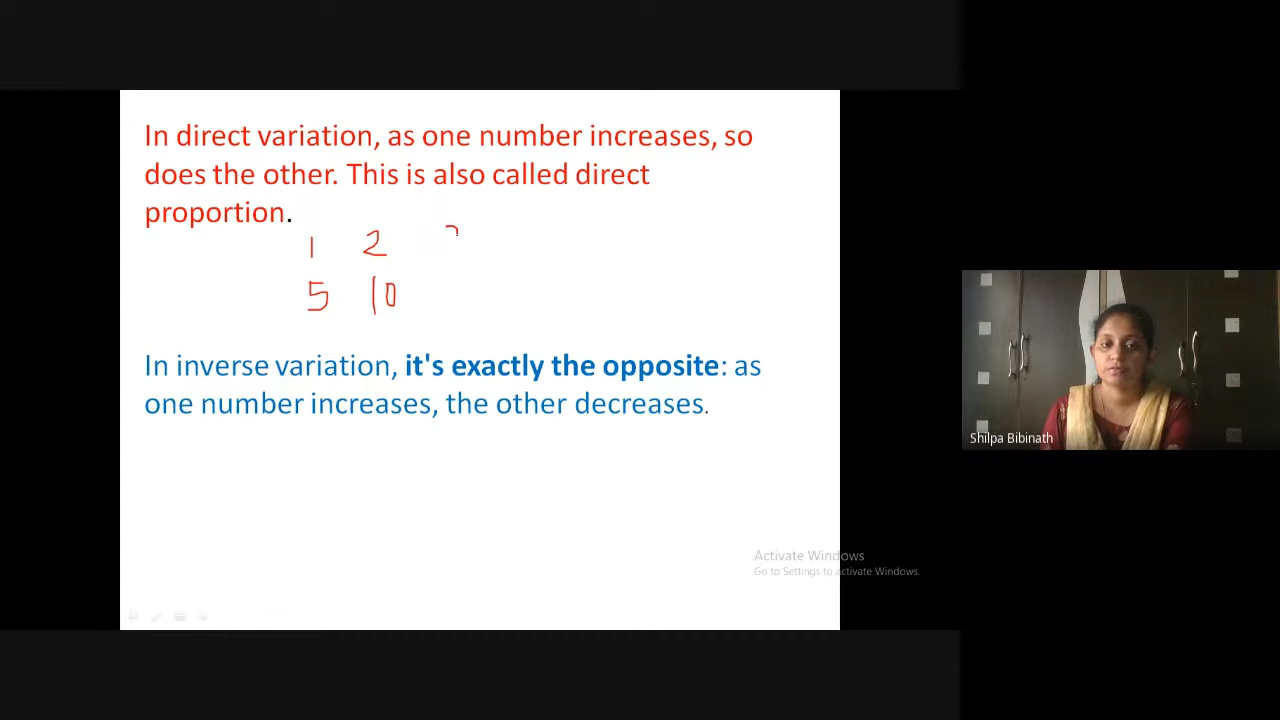 In direct variation, as one number increases, so
does the other. This is also called direct
proportion.
1 2
5 10
In inverse variation, it's exactly the opposite: as
one number increases, the other decreases.
Shilpa Bibinath
Activate Windows
Go to Settings to activate Windows.